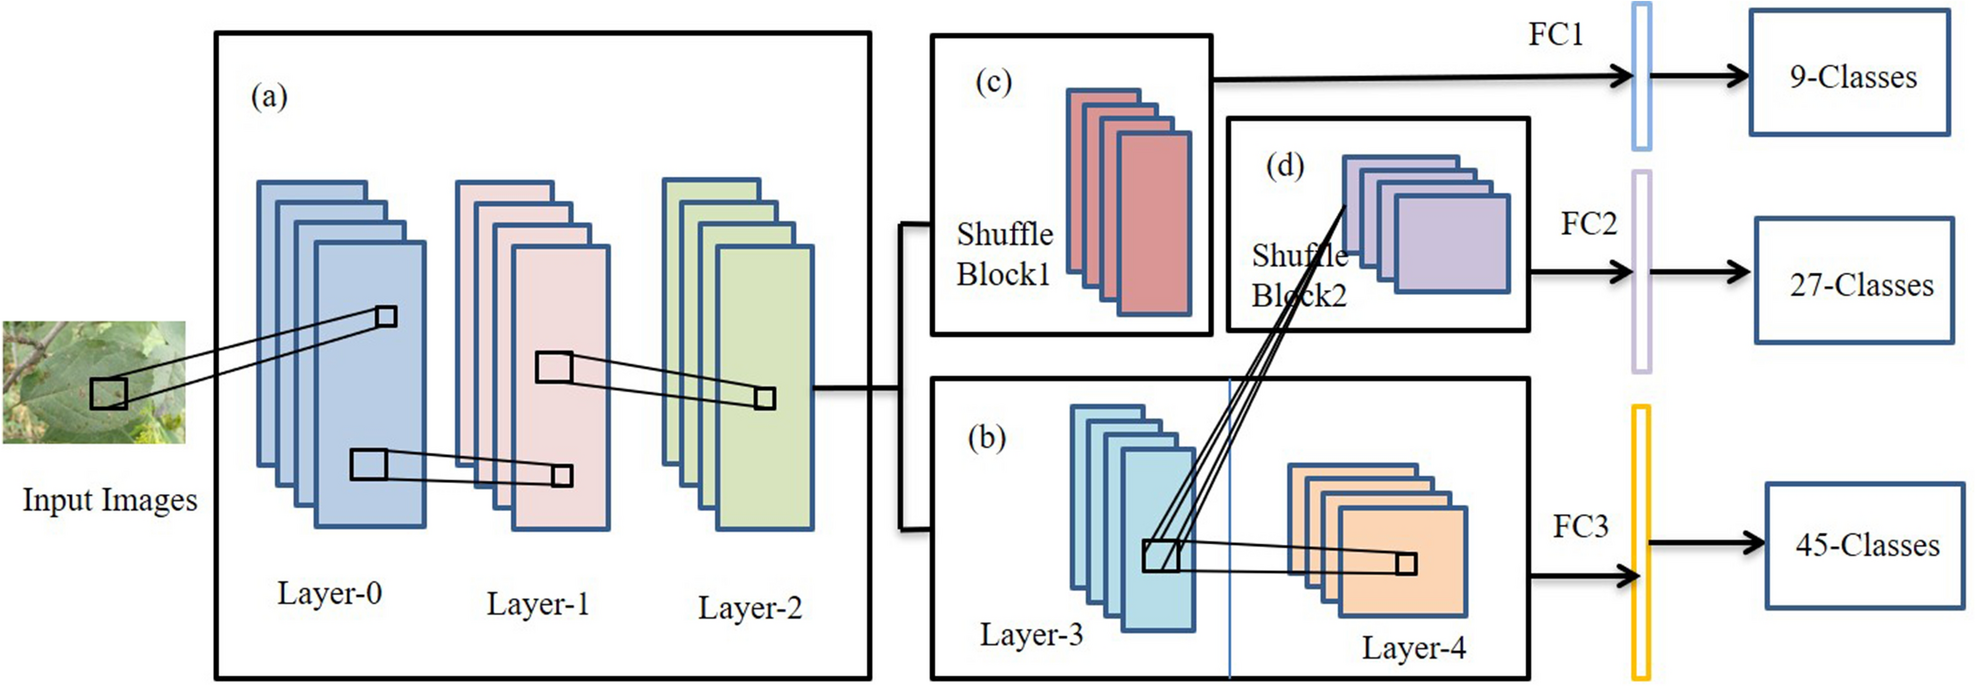 (a)
Input Images
Layer-0
Layer-1
Layer-2
(c)
Shuffle
Block1
(d)
Shuffle
Block2
(b)
Layer-3
Layer-4
FC1
9-Classes
FC2
27-Classes
FC3
45-Classes